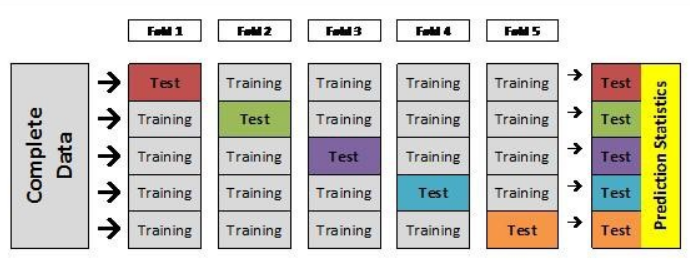 Fold 1 Fold 2 Fold 3 Fold 4 Fold 5
Complete
Data
Test Training Training Training Training Test
Training Test Training Training Training Test
Training Training Test Training Training Test
Training Training Training Test Training Test
Training Training Training Training Test Test
Prediction Statistics